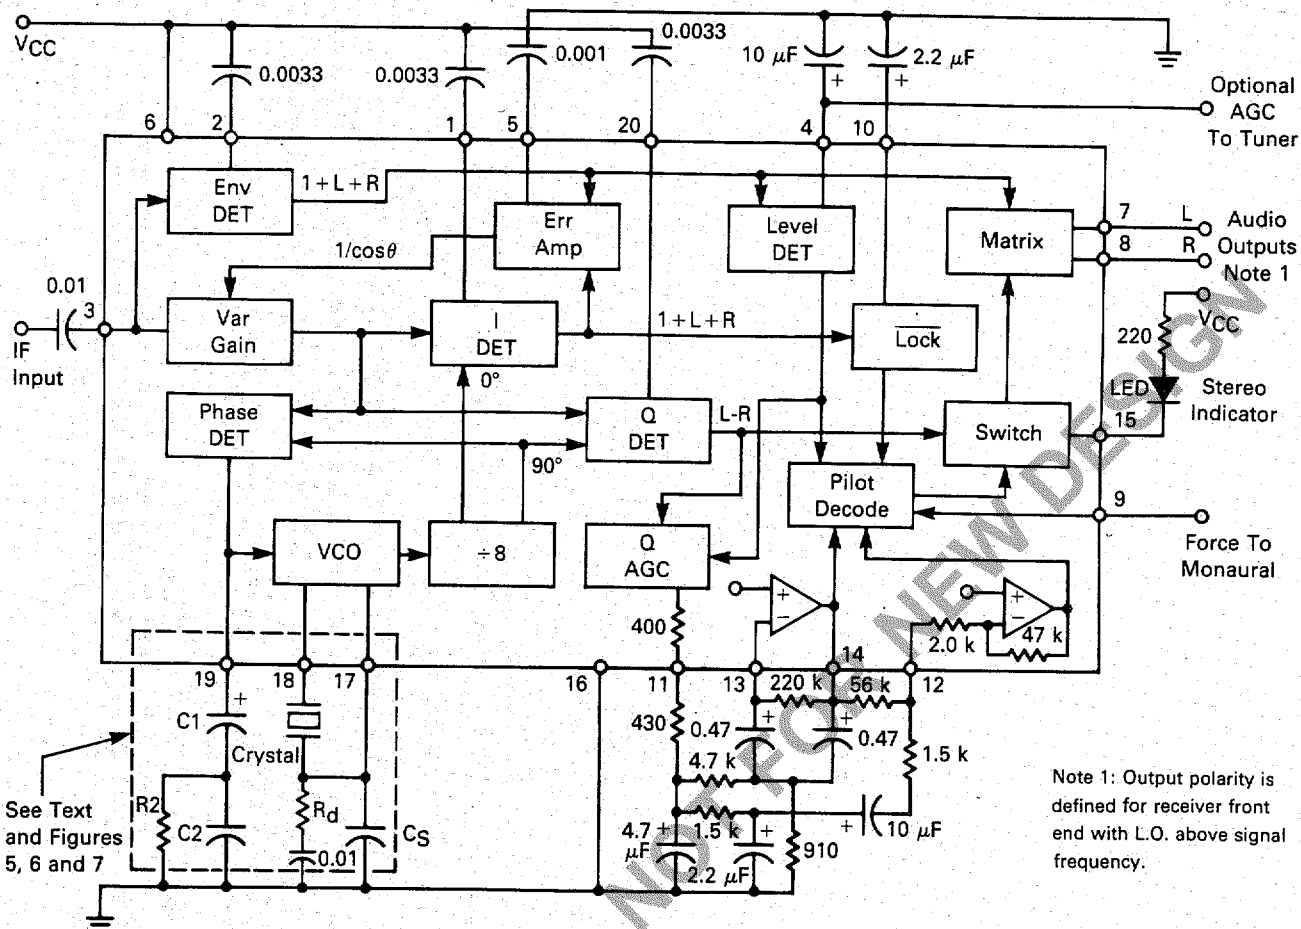 VCC
0.0033
0.0033
0.001
0.0033
10 μF
+
2.2 μF
+
Optional
AGC
To Tuner
6
2
1
5
20
4
10
Env
DET
1+L+R
Err
Amp
Level
DET
Matrix
7
L
8
R
Audio
Outputs
Note 1
1/cosθ
0.01
3
IF
Input
Var
Gain
I
DET
0°
1+L+R
Lock
VCC
220
LED
Stereo
Indicator
15
Phase
DET
Q
DET
L-R
90°
Switch
Pilot
Decode
9
Force To
Monaural
VCO
÷8
Q
AGC
400
+
−
+
−
2.0 k
47 k
19
18
17
16
11
13
14
12
+
C1
Crystal
R2
C2
Rd
0.01
CS
See Text
and Figures
5, 6 and 7
430
220 k
56 k
+
0.47
+
0.47
4.7 k
1.5 k
4.7
μF
+
1.5 k
+
2.2 μF
910
+
10 μF
Note 1: Output polarity is
defined for receiver front
end with L.O. above signal
frequency.
NOT FOR NEW DESIGN